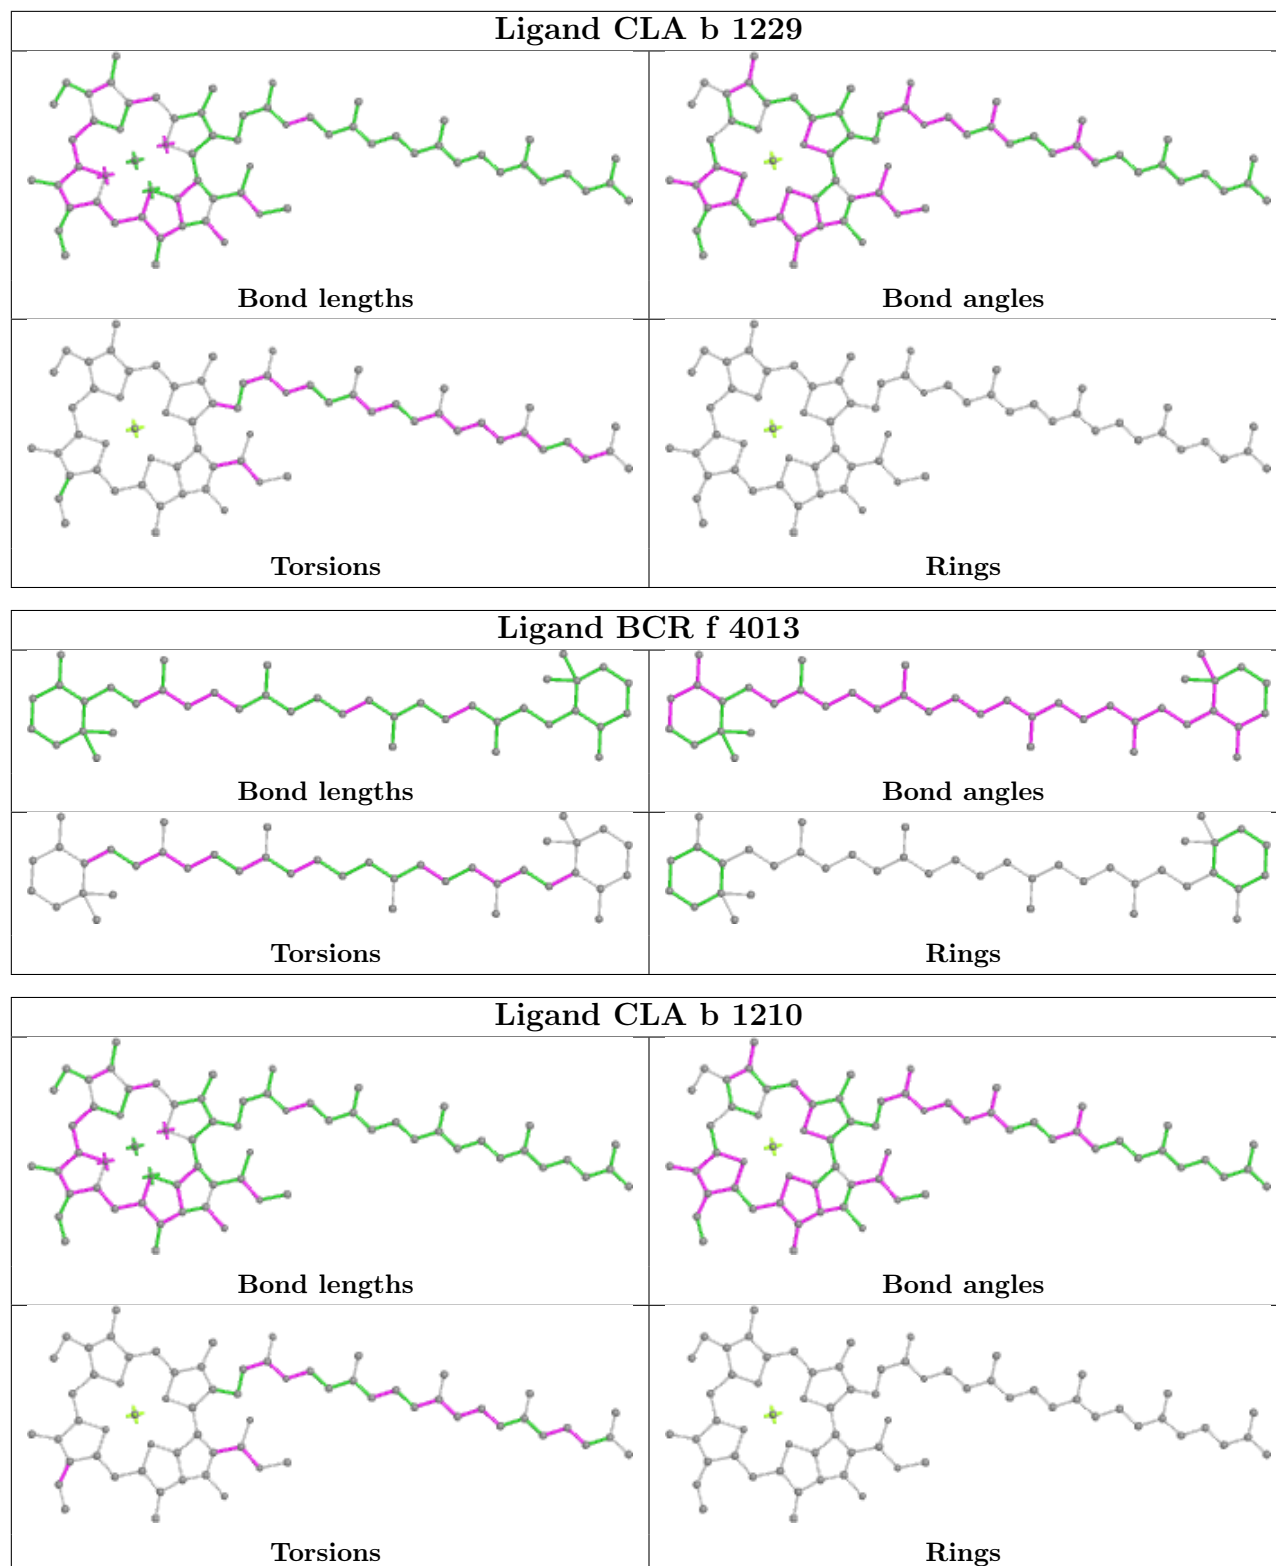 Ligand CLA b 1229
Bond lengths
Bond angles
Torsions
Rings
Ligand BCR f 4013
Bond lengths
Bond angles
Torsions
Rings
Ligand CLA b 1210
Bond lengths
Bond angles
Torsions
Rings